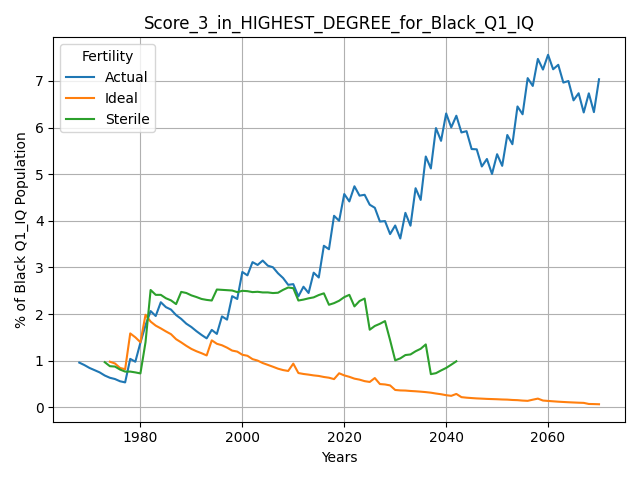 Score_3_in_HIGHEST_DEGREE_for_Black_Q1_IQ
Fertility
Actual
Ideal
Sterile
% of Black Q1_IQ Population
7
6
5
4
3
2
1
0
1980
2000
2020
2040
2060
Years